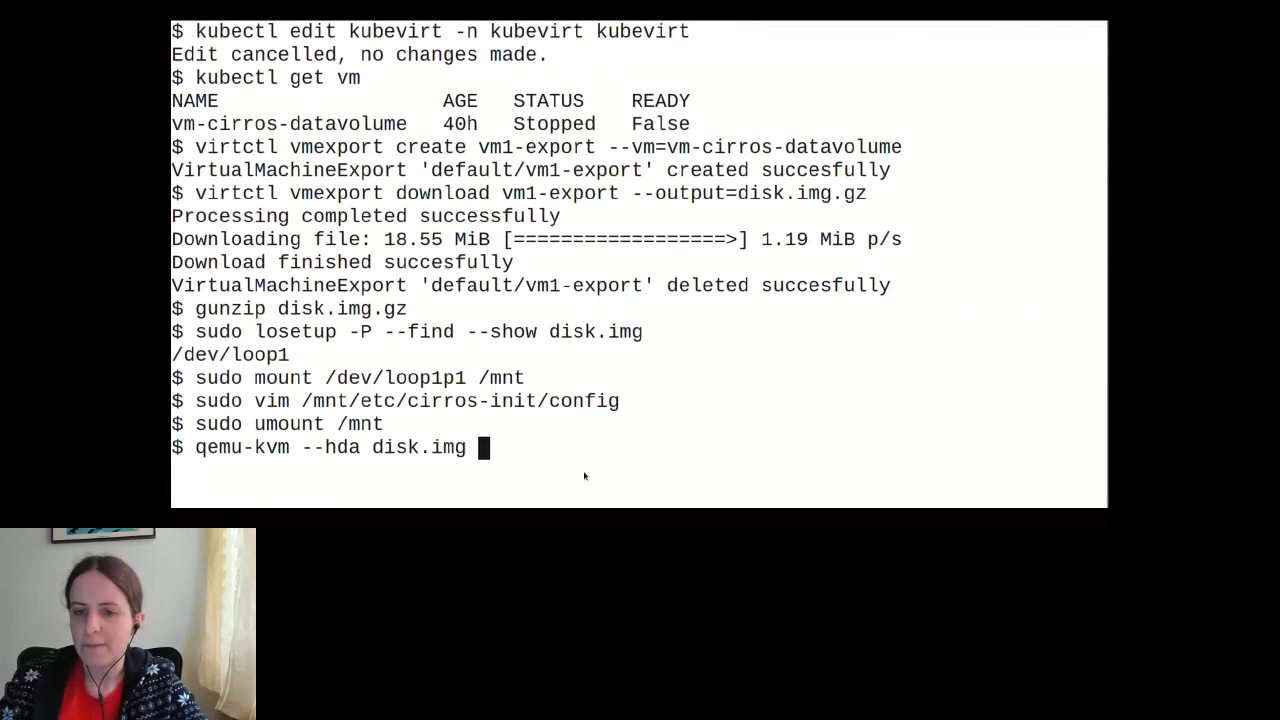 $ kubectl edit kubevirt -n kubevirt kubevirt
Edit cancelled, no changes made.
$ kubectl get vm
NAME                   AGE   STATUS    READY
vm-cirros-datavolume   40h   Stopped   False
$ virtctl vmexport create vm1-export --vm=vm-cirros-datavolume
VirtualMachineExport 'default/vm1-export' created succesfully
$ virtctl vmexport download vm1-export --output=disk.img.gz
Processing completed successfully
Downloading file: 18.55 MiB [==================>] 1.19 MiB p/s
Download finished succesfully
VirtualMachineExport 'default/vm1-export' deleted succesfully
$ gunzip disk.img.gz
$ sudo losetup -P --find --show disk.img
/dev/loop1
$ sudo mount /dev/loop1p1 /mnt
$ sudo vim /mnt/etc/cirros-init/config
$ sudo umount /mnt
$ qemu-kvm --hda disk.img